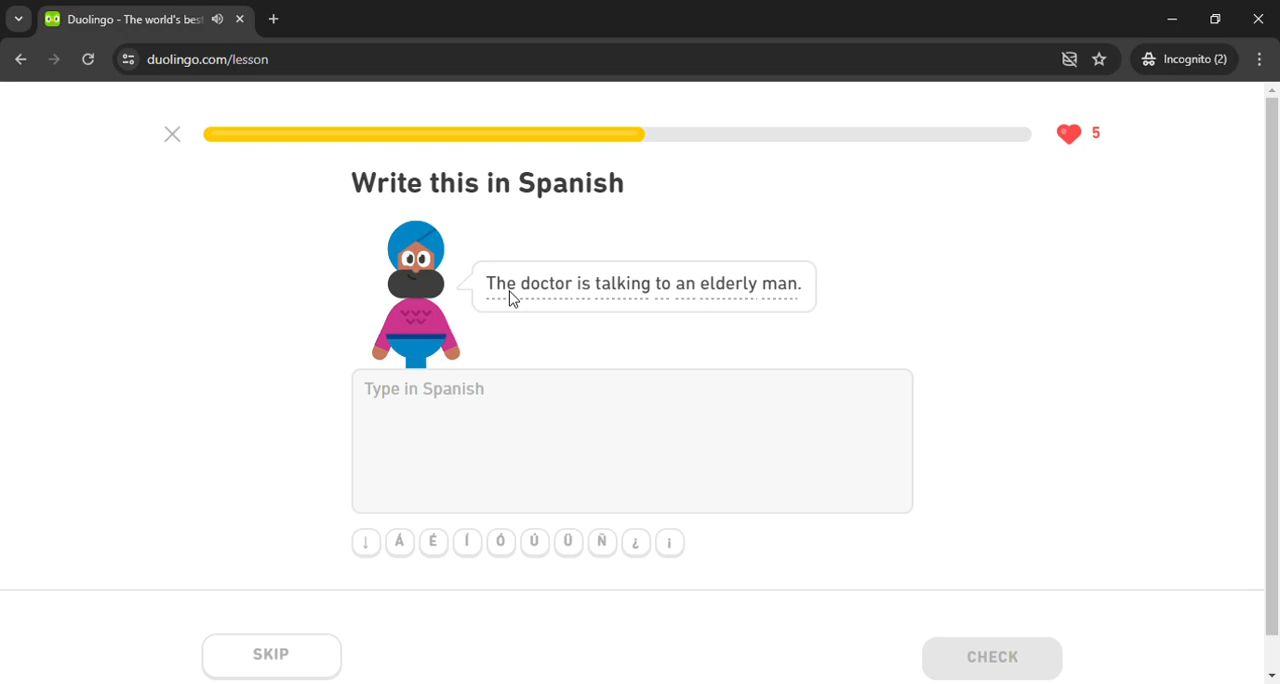 Duolingo - The world's bes
duolingo.com/lesson
Incognito (2)
5
Write this in Spanish
The doctor is talking to an elderly man.
Type in Spanish
↓ Á É Í Ó Ú Ü Ñ ¿ ¡
SKIP
CHECK